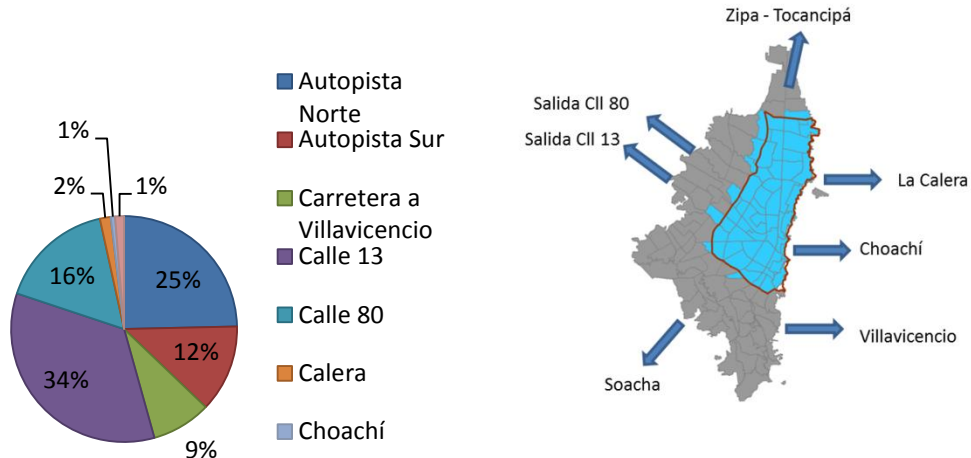 1%
2%
1%
16%
25%
12%
34%
9%
Autopista
Norte
Autopista Sur
Carretera a
Villavicencio
Calle 13
Calle 80
Calera
Choachí
Zipa - Tocancipá
Salida Cll 80
Salida Cll 13
La Calera
Choachí
Villavicencio
Soacha